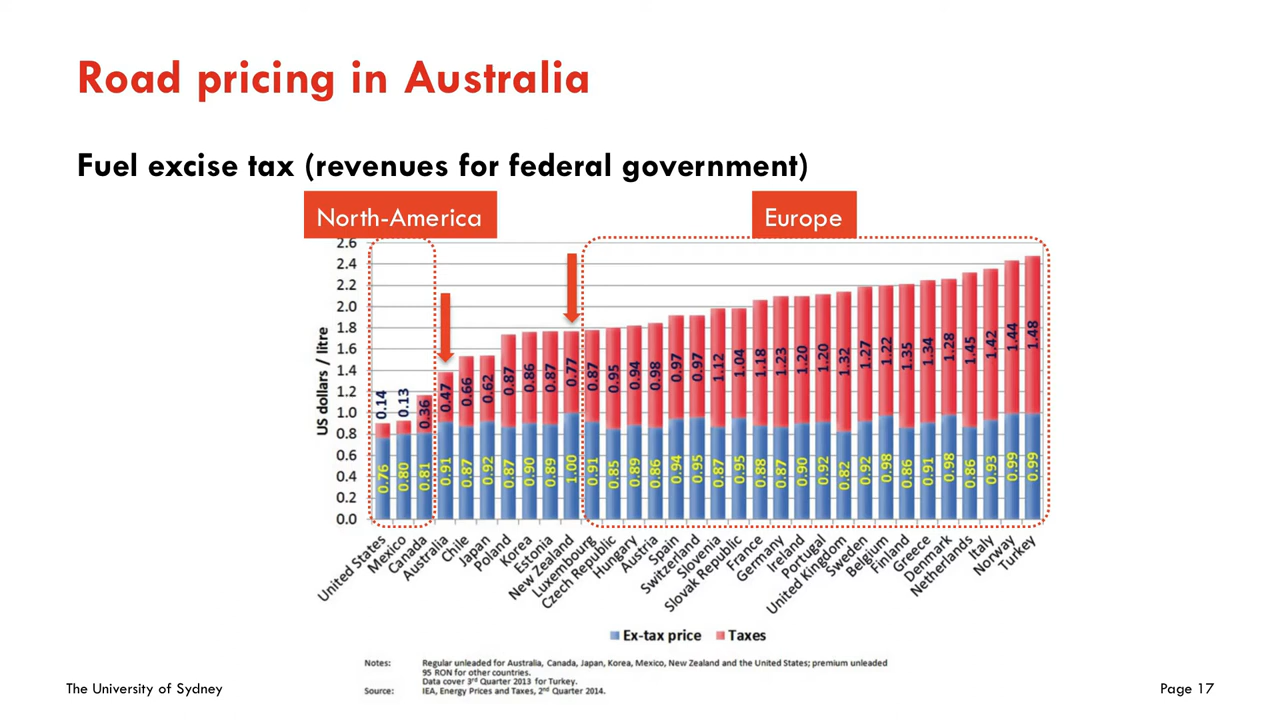 Road pricing in Australia
Fuel excise tax (revenues for federal government)
North-America
Europe
US dollars / litre
2.6
2.4
2.2
2.0
1.8
1.6
1.4
1.2
1.0
0.8
0.6
0.4
0.2
0.0
0.14 0.13 0.36 0.47 0.66 0.62 0.87 0.86 0.87 0.77 0.87 0.95 0.94 0.98 0.97 0.97 1.12 1.04 1.18 1.23 1.20 1.20 1.32 1.27 1.22 1.35 1.34 1.28 1.45 1.42 1.44 1.48
0.76 0.80 0.81 0.91 0.87 0.92 0.87 0.90 0.89 1.00 0.91 0.85 0.89 0.86 0.94 0.95 0.87 0.95 0.88 0.87 0.90 0.92 0.82 0.92 0.98 0.86 0.91 0.98 0.86 0.93 0.99 0.99
United States
Mexico
Canada
Australia
Chile
Japan
Poland
Korea
Estonia
New Zealand
Luxembourg
Czech Republic
Hungary
Austria
Spain
Switzerland
Slovenia
Slovak Republic
France
Germany
Ireland
Portugal
United Kingdom
Sweden
Belgium
Finland
Greece
Denmark
Netherlands
Italy
Norway
Turkey
Ex-tax price Taxes
Notes: Regular unleaded for Australia, Canada, Japan, Korea, Mexico, New Zealand and the United States; premium unleaded
95 RON for other countries.
Data cover 3rd Quarter 2013 for Turkey.
Source: IEA, Energy Prices and Taxes, 2nd Quarter 2014.
The University of Sydney
Page 17